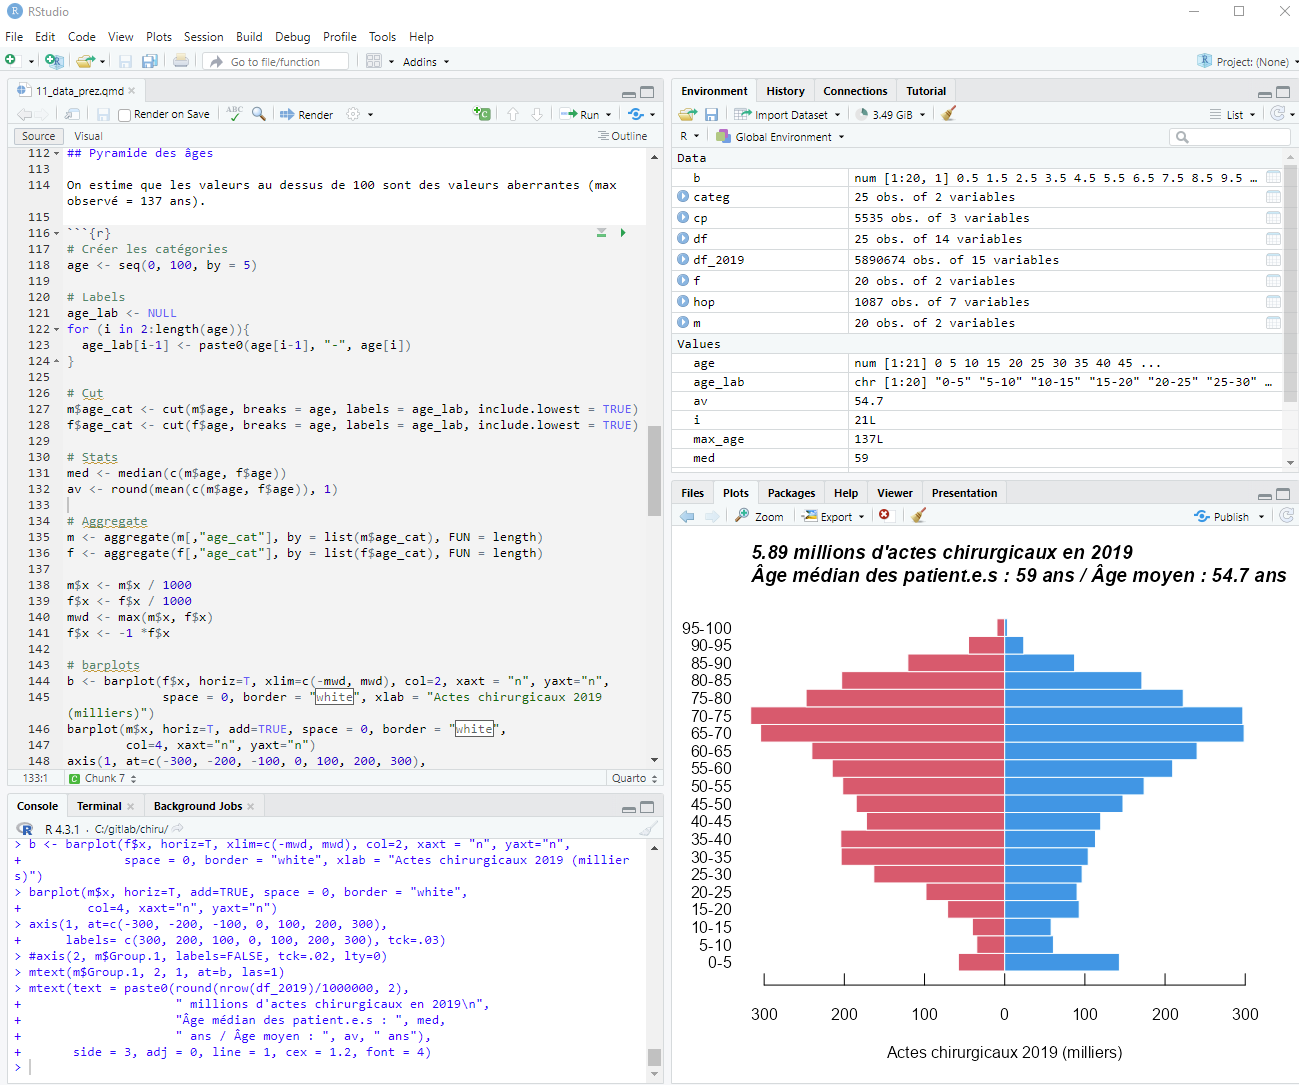 RStudio
File Edit Code View Plots Session Build Debug Profile Tools Help
Go to file/function Addins Project: (None)
11_data_prez.qmd
Render on Save ABC Render Run
Source Visual Outline
112 ## Pyramide des âges
113
114 On estime que les valeurs au dessus de 100 sont des valeurs aberrantes (max
observé = 137 ans).
115
116 ```{r}
117 # Créer les catégories
118 age <- seq(0, 100, by = 5)
119
120 # Labels
121 age_lab <- NULL
122 for (i in 2:length(age)){
123 age_lab[i-1] <- paste0(age[i-1], "-", age[i])
124 }
125
126 # Cut
127 m$age_cat <- cut(m$age, breaks = age, labels = age_lab, include.lowest = TRUE)
128 f$age_cat <- cut(f$age, breaks = age, labels = age_lab, include.lowest = TRUE)
129
130 # Stats
131 med <- median(c(m$age, f$age))
132 av <- round(mean(c(m$age, f$age)), 1)
133
134 # Aggregate
135 m <- aggregate(m[,"age_cat"], by = list(m$age_cat), FUN = length)
136 f <- aggregate(f[,"age_cat"], by = list(f$age_cat), FUN = length)
137
138 m$x <- m$x / 1000
139 f$x <- f$x / 1000
140 mwd <- max(m$x, f$x)
141 f$x <- -1 *f$x
142
143 # barplots
144 b <- barplot(f$x, horiz=T, xlim=c(-mwd, mwd), col=2, xaxt = "n", yaxt="n",
145 space = 0, border = "white", xlab = "Actes chirurgicaux 2019
(milliers)")
146 barplot(m$x, horiz=T, add=TRUE, space = 0, border = "white",
147 col=4, xaxt="n", yaxt="n")
148 axis(1, at=c(-300, -200, -100, 0, 100, 200, 300),
133:1 C Chunk 7 Quarto
Console Terminal Background Jobs
R R 4.3.1 · C:/gitlab/chiru/
> b <- barplot(f$x, horiz=T, xlim=c(-mwd, mwd), col=2, xaxt = "n", yaxt="n",
+ space = 0, border = "white", xlab = "Actes chirurgicaux 2019 (millier
s)")
> barplot(m$x, horiz=T, add=TRUE, space = 0, border = "white",
+ col=4, xaxt="n", yaxt="n")
> axis(1, at=c(-300, -200, -100, 0, 100, 200, 300),
+ labels= c(300, 200, 100, 0, 100, 200, 300), tck=.03)
> #axis(2, m$Group.1, labels=FALSE, tck=.02, lty=0)
> mtext(m$Group.1, 2, 1, at=b, las=1)
> mtext(text = paste0(round(nrow(df_2019)/1000000, 2),
+ " millions d'actes chirurgicaux en 2019\n",
+ "Âge médian des patient.e.s : ", med,
+ " ans / Âge moyen : ", av, " ans"),
+ side = 3, adj = 0, line = 1, cex = 1.2, font = 4)
>
Environment History Connections Tutorial
Import Dataset 3.49 GiB List
R Global Environment
Data
b num [1:20, 1] 0.5 1.5 2.5 3.5 4.5 5.5 6.5 7.5 8.5 9.5 …
categ 25 obs. of 2 variables
cp 5535 obs. of 3 variables
df 25 obs. of 14 variables
df_2019 5890674 obs. of 15 variables
f 20 obs. of 2 variables
hop 1087 obs. of 7 variables
m 20 obs. of 2 variables
Values
age num [1:21] 0 5 10 15 20 25 30 35 40 45 ...
age_lab chr [1:20] "0-5" "5-10" "10-15" "15-20" "20-25" "25-30" …
av 54.7
i 21L
max_age 137L
med 59
Files Plots Packages Help Viewer Presentation
Zoom Export Publish
5.89 millions d'actes chirurgicaux en 2019
Âge médian des patient.e.s : 59 ans / Âge moyen : 54.7 ans
95-100
90-95
85-90
80-85
75-80
70-75
65-70
60-65
55-60
50-55
45-50
40-45
35-40
30-35
25-30
20-25
15-20
10-15
5-10
0-5
300 200 100 0 100 200 300
Actes chirurgicaux 2019 (milliers)